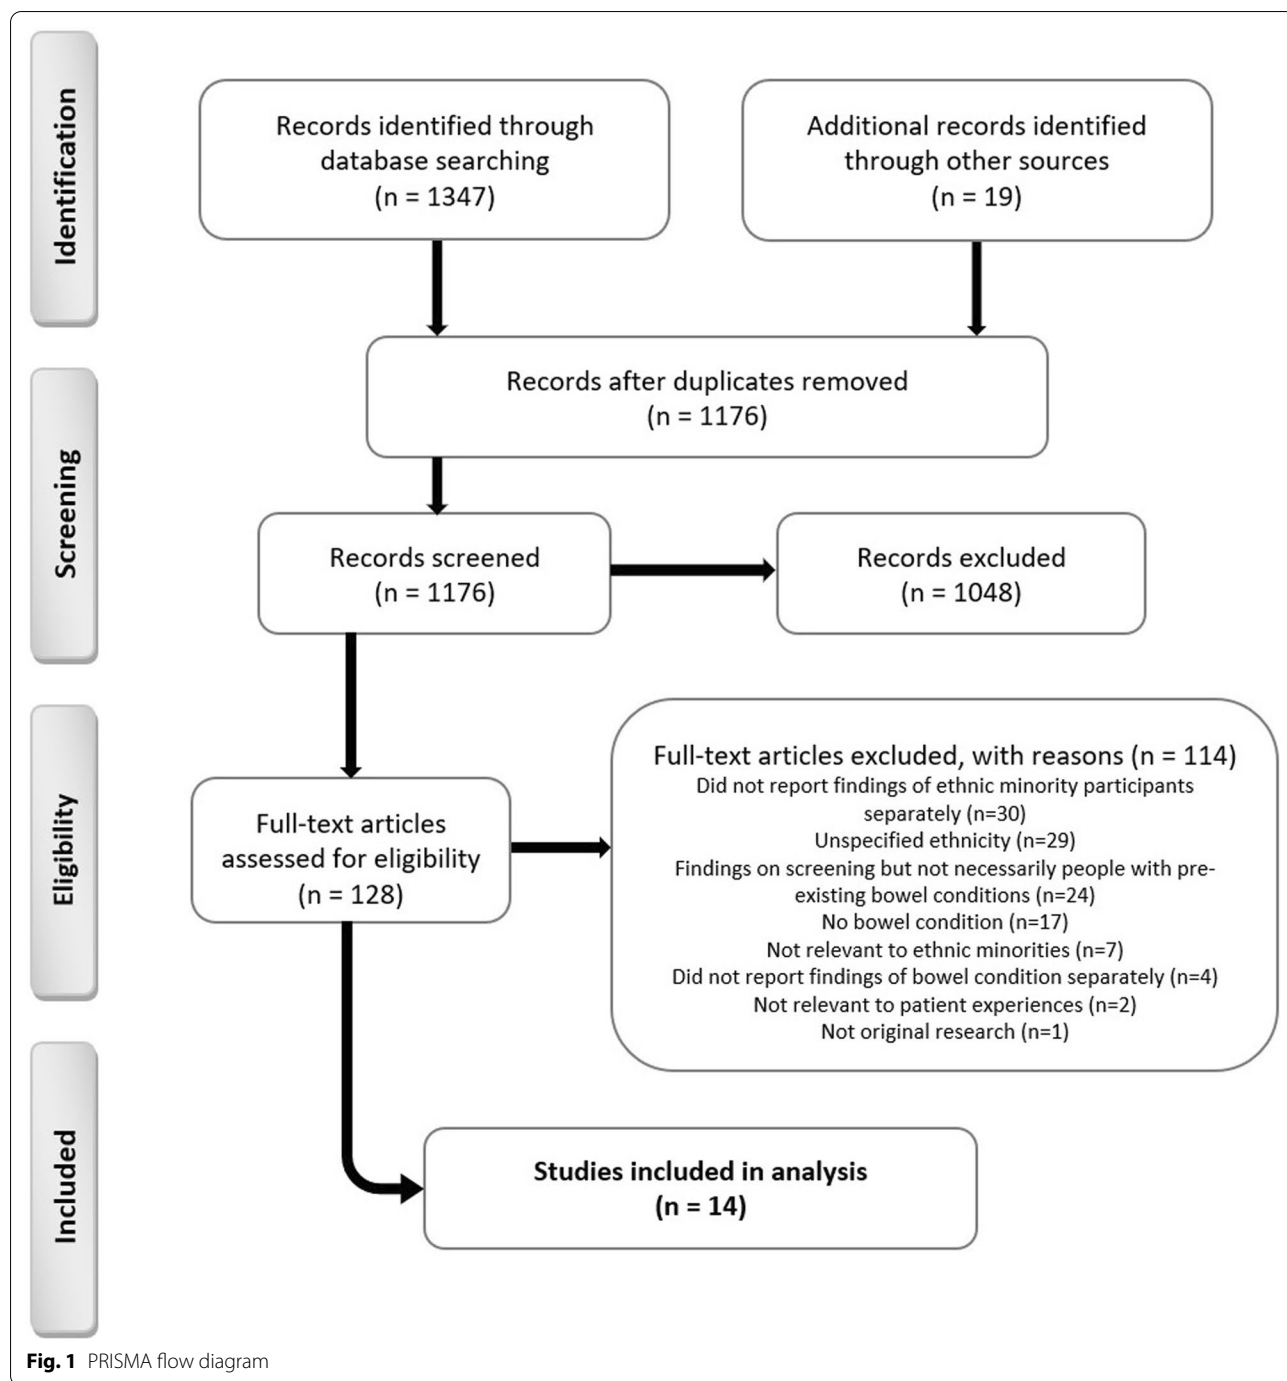 Identification
Records identified through
database searching
(n = 1347)
Additional records identified
through other sources
(n = 19)
Records after duplicates removed
(n = 1176)
Screening
Records screened
(n = 1176)
Records excluded
(n = 1048)
Eligibility
Full-text articles
assessed for eligibility
(n = 128)
Full-text articles excluded, with reasons (n = 114)
Did not report findings of ethnic minority participants
separately (n=30)
Unspecified ethnicity (n=29)
Findings on screening but not necessarily people with pre-
existing bowel conditions (n=24)
No bowel condition (n=17)
Not relevant to ethnic minorities (n=7)
Did not report findings of bowel condition separately (n=4)
Not relevant to patient experiences (n=2)
Not original research (n=1)
Included
Studies included in analysis
(n = 14)
Fig. 1 PRISMA flow diagram